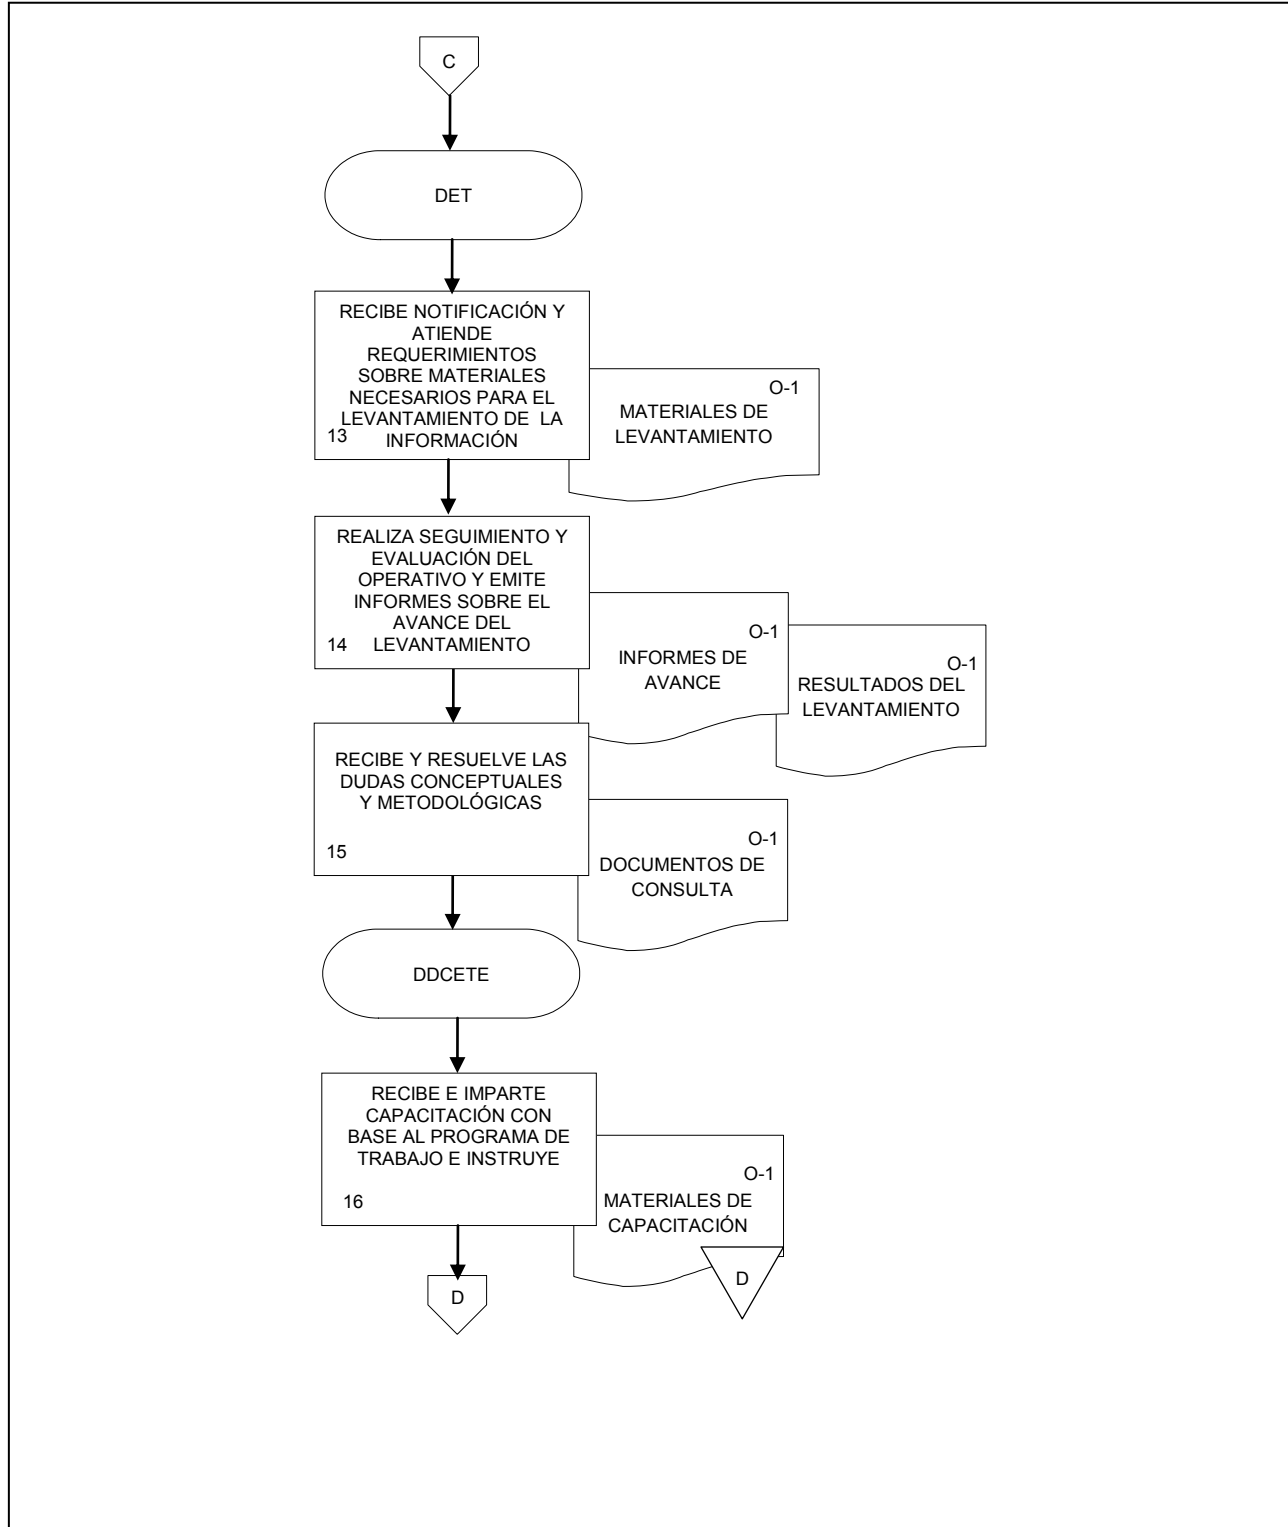 C
DET
RECIBE NOTIFICACIÓN Y
ATIENDE
REQUERIMIENTOS
SOBRE MATERIALES
NECESARIOS PARA EL
LEVANTAMIENTO DE LA
INFORMACIÓN
13
O-1
MATERIALES DE
LEVANTAMIENTO
REALIZA SEGUIMIENTO Y
EVALUACIÓN DEL
OPERATIVO Y EMITE
INFORMES SOBRE EL
AVANCE DEL
LEVANTAMIENTO
14
O-1
INFORMES DE
AVANCE
O-1
RESULTADOS DEL
LEVANTAMIENTO
RECIBE Y RESUELVE LAS
DUDAS CONCEPTUALES
Y METODOLÓGICAS
15
O-1
DOCUMENTOS DE
CONSULTA
DDCETE
RECIBE E IMPARTE
CAPACITACIÓN CON
BASE AL PROGRAMA DE
TRABAJO E INSTRUYE
16
O-1
MATERIALES DE
CAPACITACIÓN
D
D